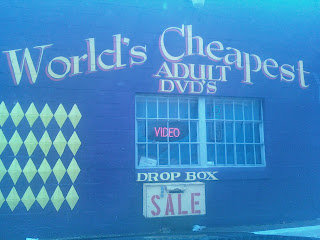 World's Cheapest
ADULT
DVD'S
VIDEO
DROP BOX
SALE